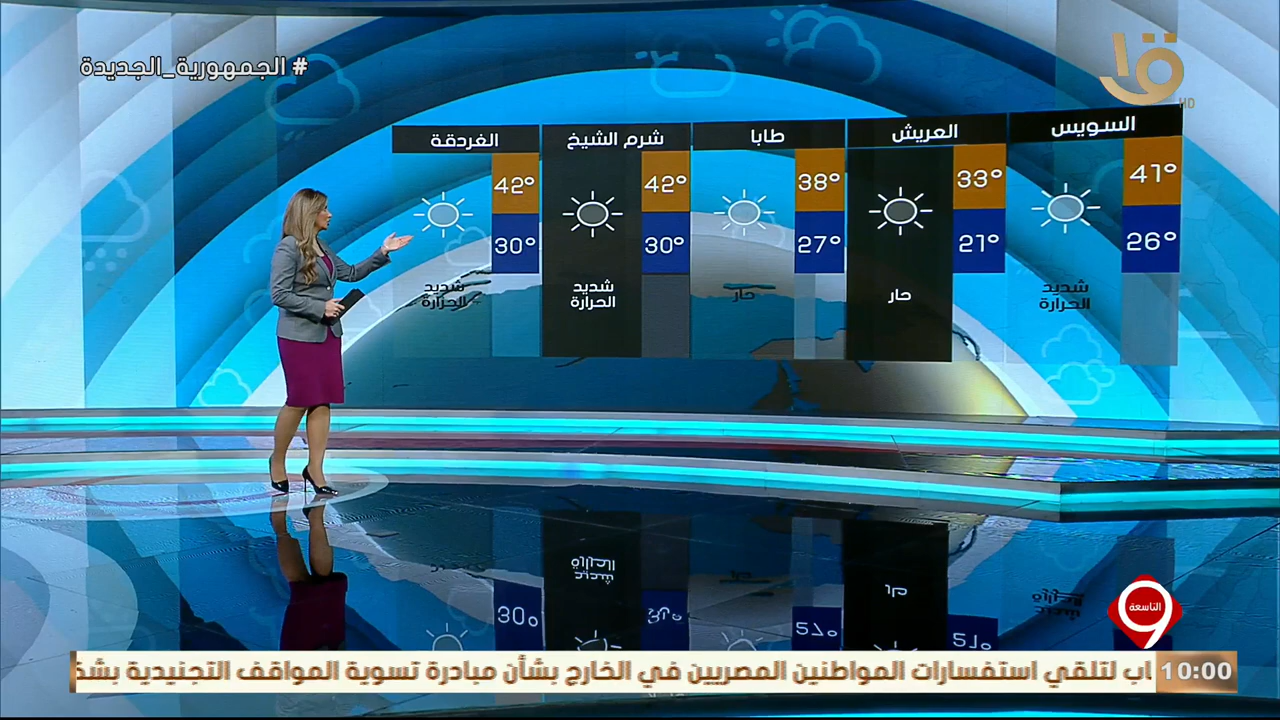 # الجمهورية_الجديدة
HD
السويس
41°
26°
شديد
الحرارة
العريش
33°
21°
حار
طابا
38°
27°
حار
شرم الشيخ
42°
30°
شديد
الحرارة
الغردقة
42°
30°
شديد
الحرارة
9
التاسعة
10:00
لتلقي استفسارات المواطنين المصريين في الخارج بشأن مبادرة تسوية المواقف التجنيدية